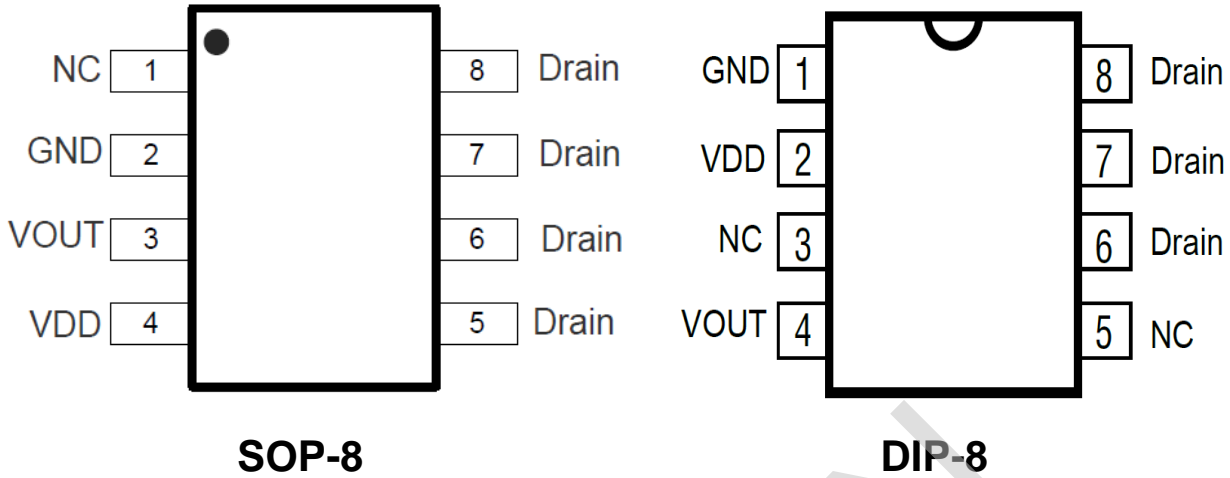 NC 1 8 Drain
GND 2 7 Drain
VOUT 3 6 Drain
VDD 4 5 Drain
SOP-8
GND 1 8 Drain
VDD 2 7 Drain
NC 3 6 Drain
VOUT 4 5 NC
DIP-8